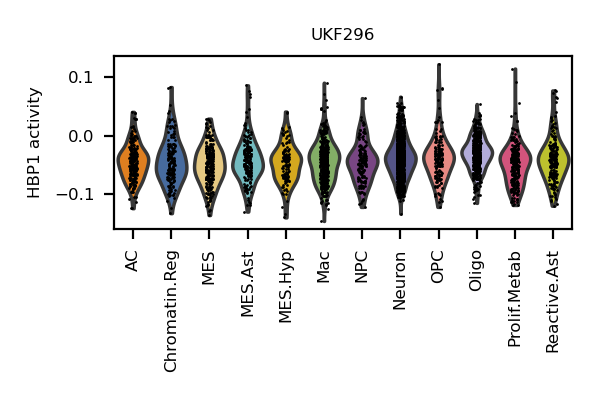 UKF296
HBP1 activity
0.1
0.0
−0.1
AC
Chromatin.Reg
MES
MES.Ast
MES.Hyp
Mac
NPC
Neuron
OPC
Oligo
Prolif.Metab
Reactive.Ast